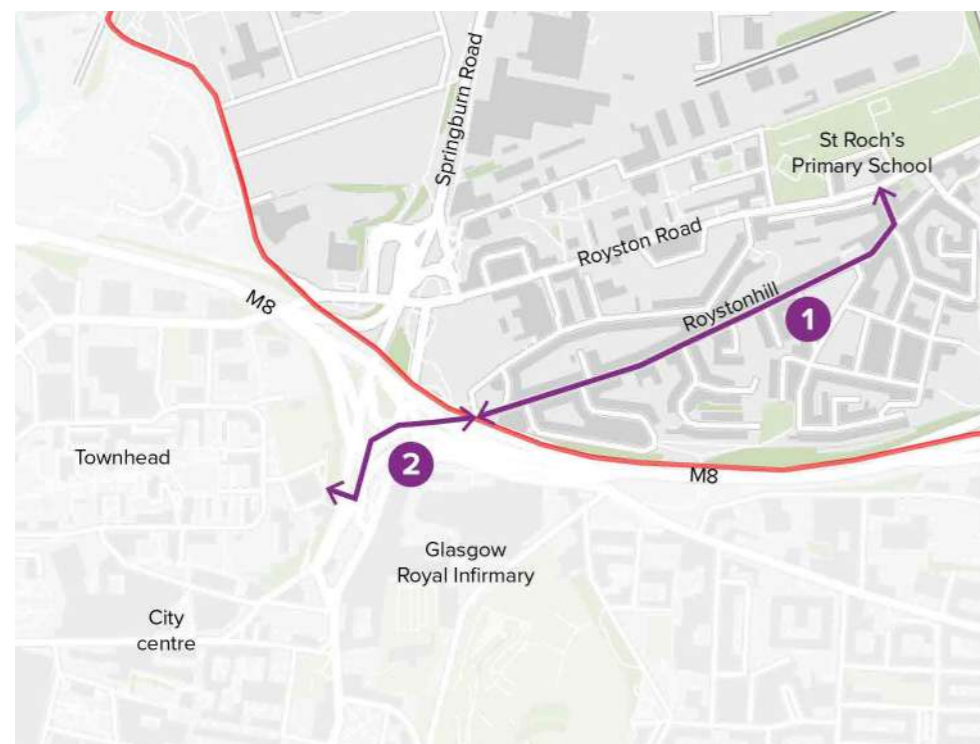 Springburn Road
St Roch's
Primary School
Royston Road
Roystonhill
1
M8
Townhead
2
M8
Glasgow
Royal Infirmary
City
centre